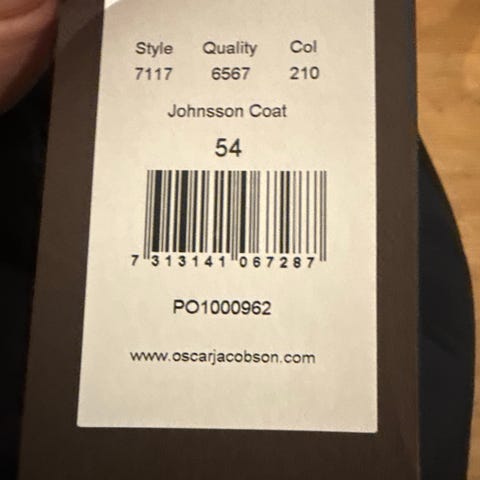 Style Quality Col
7117 6567 210
Johnsson Coat
54
7 313141 067287
PO1000962
www.oscarjacobson.com